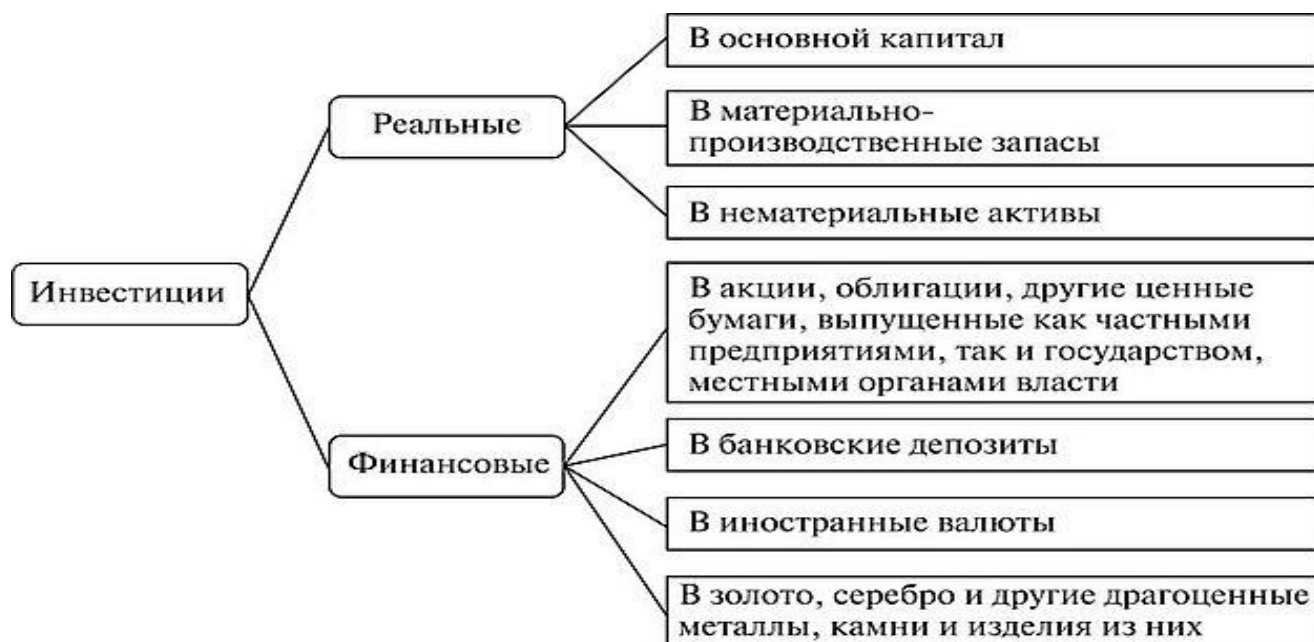 Инвестиции
Реальные
В основной капитал
В материально-
производственные запасы
В нематериальные активы
Финансовые
В акции, облигации, другие ценные
бумаги, выпущенные как частными
предприятиями, так и государством,
местными органами власти
В банковские депозиты
В иностранные валюты
В золото, серебро и другие драгоценные
металлы, камни и изделия из них